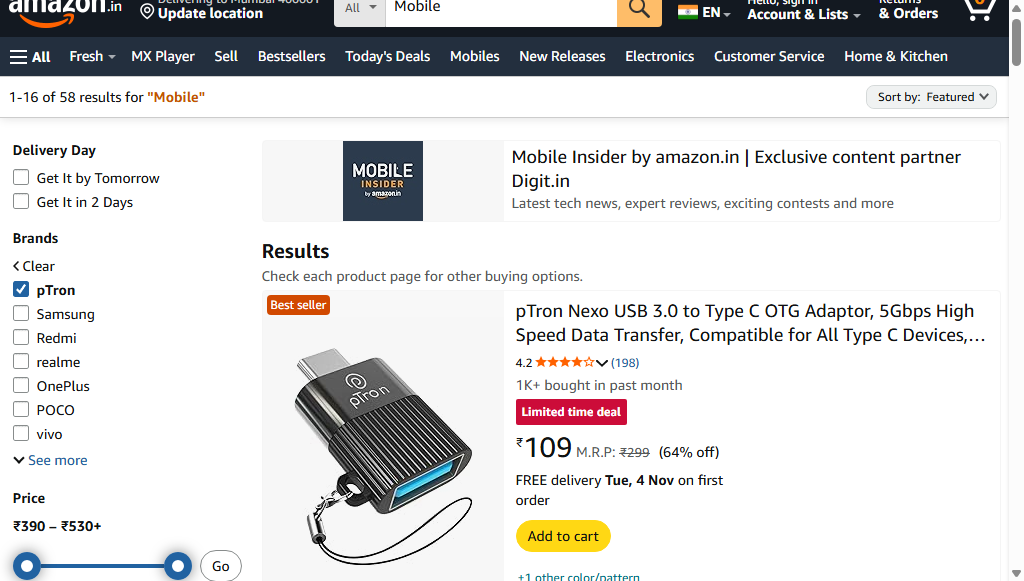 amazon.in
Update location
All
Mobile
EN
Hello, sign in
Account & Lists
Returns
& Orders
0
All
Fresh
MX Player
Sell
Bestsellers
Today's Deals
Mobiles
New Releases
Electronics
Customer Service
Home & Kitchen
1-16 of 58 results for "Mobile"
Sort by: Featured
Delivery Day
Get It by Tomorrow
Get It in 2 Days
Brands
Clear
pTron
Samsung
Redmi
realme
OnePlus
POCO
vivo
See more
Price
₹390 – ₹530+
Go
MOBILE
INSIDER
by amazon.in
Mobile Insider by amazon.in | Exclusive content partner
Digit.in
Latest tech news, expert reviews, exciting contests and more
Results
Check each product page for other buying options.
Best seller
pTron
pTron Nexo USB 3.0 to Type C OTG Adaptor, 5Gbps High
Speed Data Transfer, Compatible for All Type C Devices,…
4.2 (198)
1K+ bought in past month
Limited time deal
₹109 M.R.P: ₹299 (64% off)
FREE delivery Tue, 4 Nov on first
order
Add to cart
+1 other color/pattern